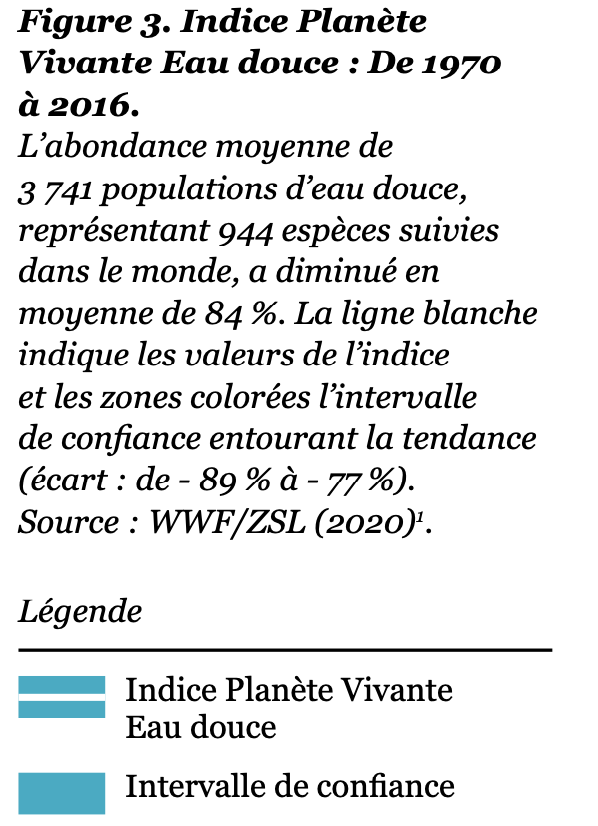 Figure 3. Indice Planète
Vivante Eau douce : De 1970
à 2016.
L’abondance moyenne de
3 741 populations d’eau douce,
représentant 944 espèces suivies
dans le monde, a diminué en
moyenne de 84 %. La ligne blanche
indique les valeurs de l’indice
et les zones colorées l’intervalle
de confiance entourant la tendance
(écart : de - 89 % à - 77 %).
Source : WWF/ZSL (2020)¹.
Légende
Indice Planète Vivante
Eau douce
Intervalle de confiance